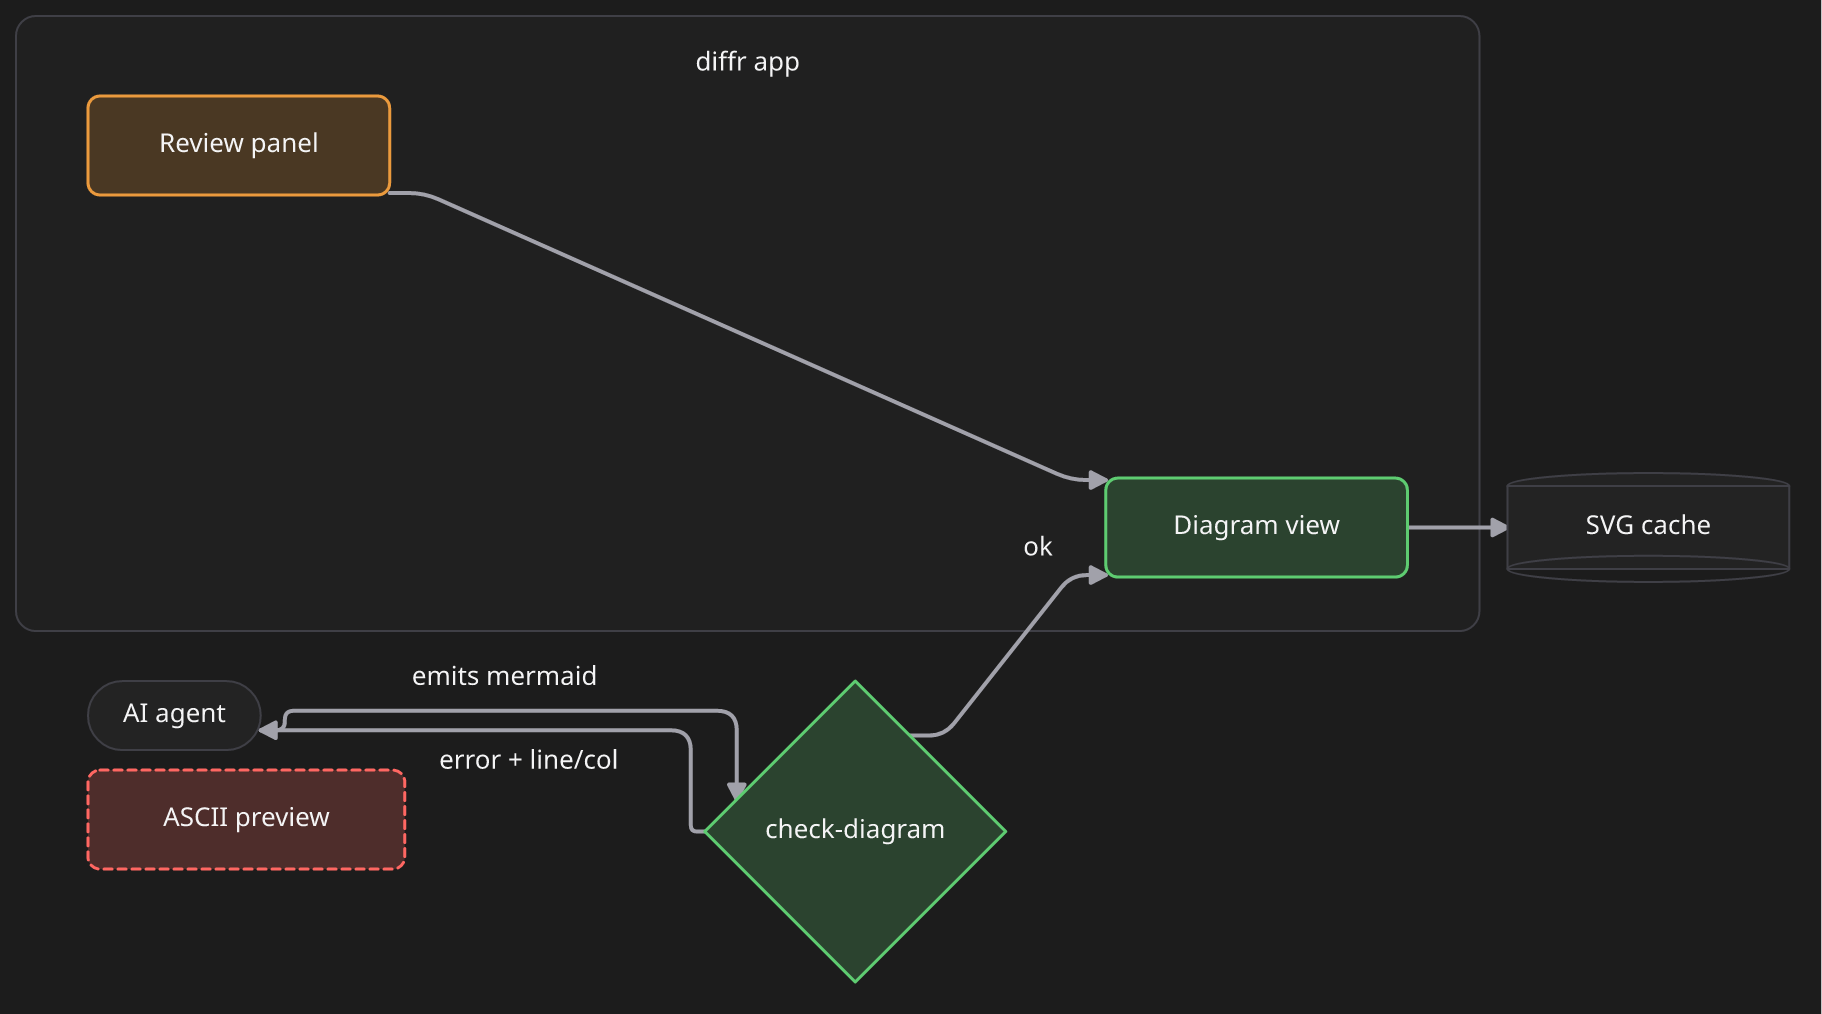 diffr app
Review panel
Diagram view
SVG cache
ok
emits mermaid
AI agent
error + line/col
ASCII preview
check-diagram